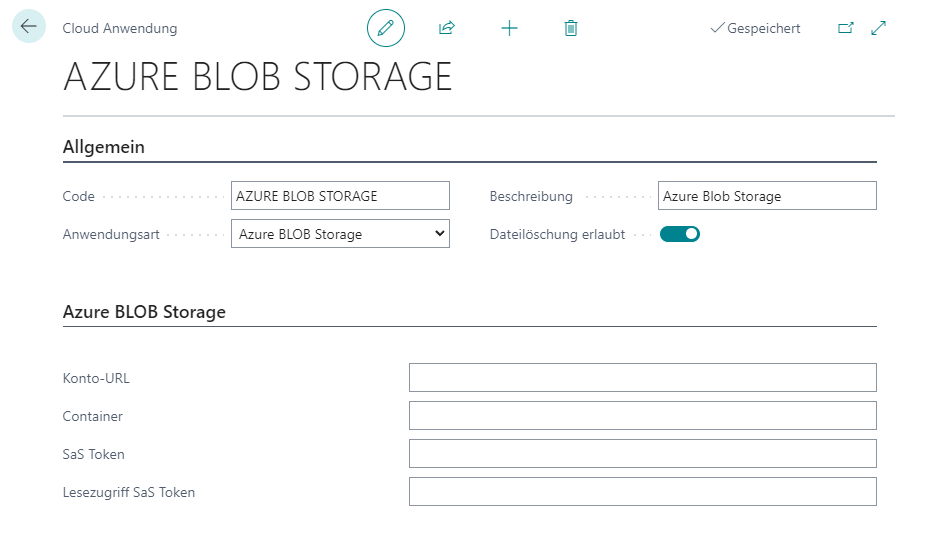 Cloud Anwendung
Gespeichert
AZURE BLOB STORAGE
Allgemein
Code AZURE BLOB STORAGE Beschreibung Azure Blob Storage
Anwendungsart Azure BLOB Storage Dateilöschung erlaubt
Azure BLOB Storage
Konto-URL
Container
SaS Token
Lesezugriff SaS Token